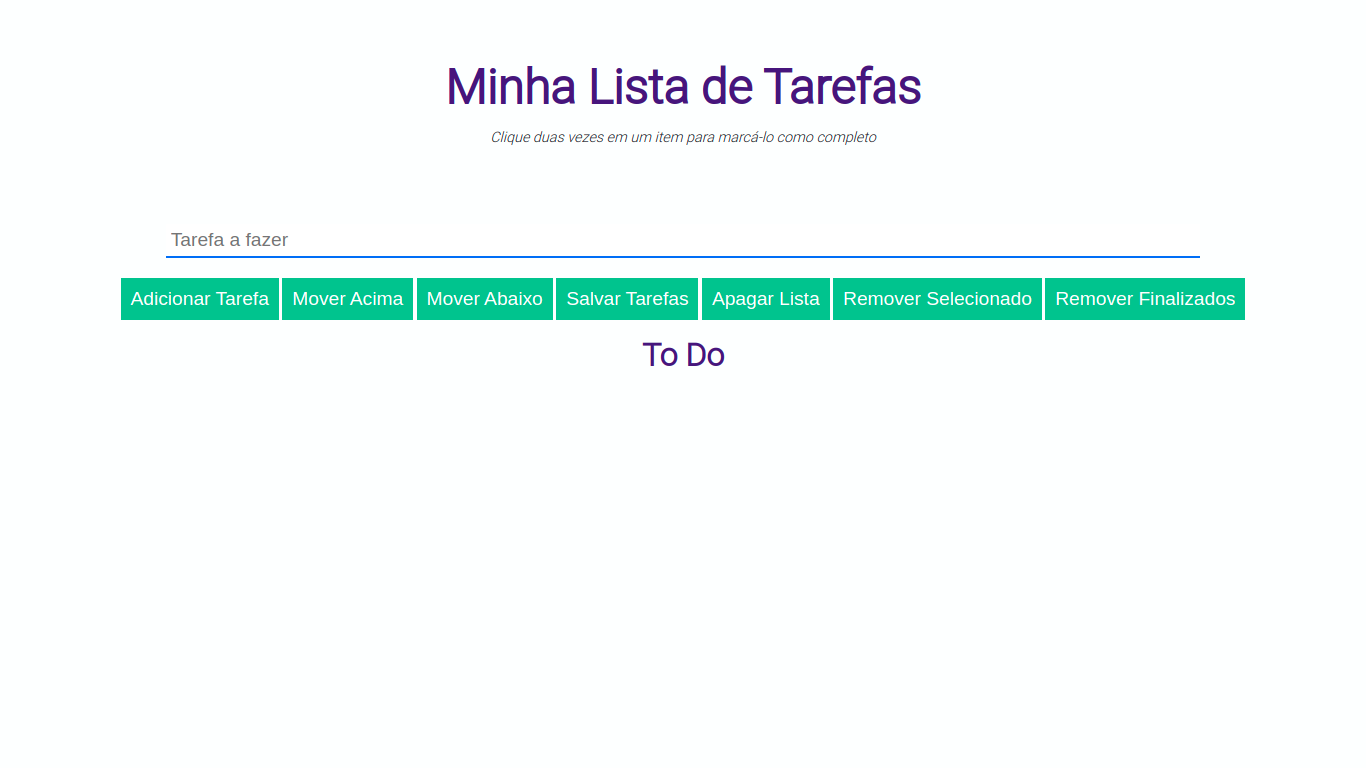 Minha Lista de Tarefas
Clique duas vezes em um item para marcá-lo como completo
Tarefa a fazer
Adicionar Tarefa Mover Acima Mover Abaixo Salvar Tarefas Apagar Lista Remover Selecionado Remover Finalizados
To Do